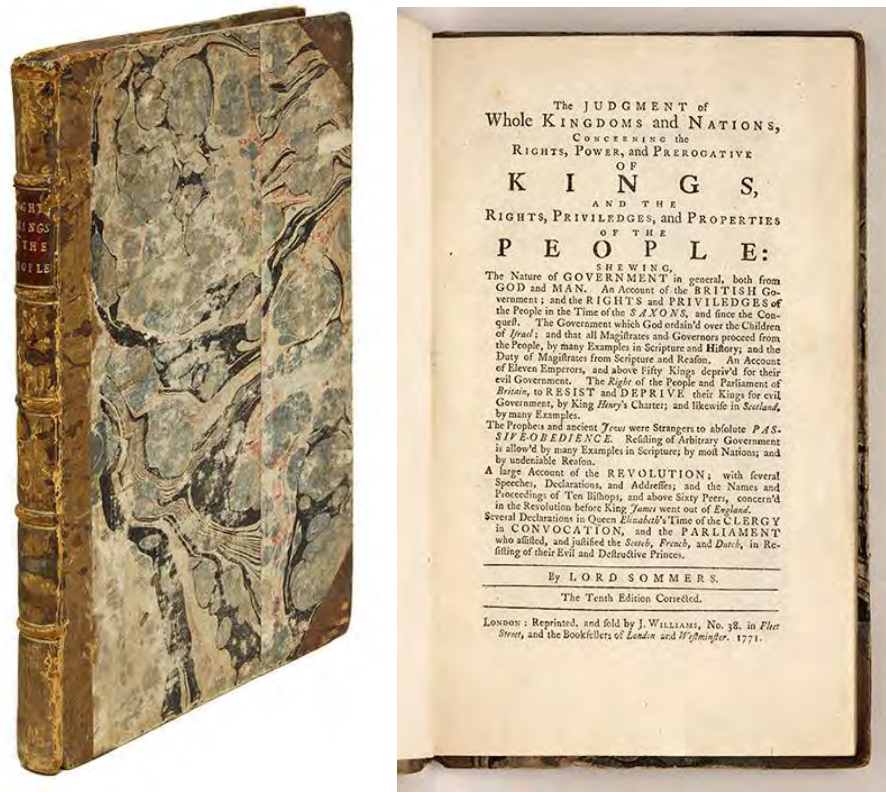 GHT
KINGS
THE
EOPLE
The JUDGMENT of
Whole KINGDOMS and NATIONS,
CONCERNING the
RIGHTS, POWER, and PREROGATIVE
OF
KINGS,
AND THE
RIGHTS, PRIVILEDGES, and PROPERTIES
OF THE
PEOPLE:
SHEWING,
The Nature of GOVERNMENT in general, both from
GOD and MAN. An Account of the BRITISH Go-
vernment; and the RIGHTS and PRIVILEDGES of
the People in the Time of the SAXONS, and ſince the Con-
queſt. The Government which God ordain'd over the Children
of Iſrael; and that all Magiſtrates and Governors proceed from
the People, by many Examples in Scripture and Hiſtory; and the
Duty of Magiſtrates from Scripture and Reaſon. An Account
of Eleven Emperors, and above Fifty Kings depriv'd for their
evil Government. The Right of the People and Parliament of
Britain, to RESIST and DEPRIVE their Kings for evil
Government, by King Henry's Charter; and likewiſe in Scotland,
by many Examples.
The Prophets and ancient Jews were Strangers to abſolute PAS-
SIVE-OBEDIENCE. Reſiſting of Arbitrary Government
is allow'd by many Examples in Scripture; by moſt Nations; and
by undeniable Reaſon.
A large Account of the REVOLUTION; with ſeveral
Speeches, Declarations, and Addreſſes; and the Names and
Proceedings of Ten Biſhops, and above Sixty Peers, concern'd
in the Revolution before King James went out of England.
Several Declarations in Queen Elizabeth's Time of the CLERGY
in CONVOCATION, and the PARLIAMENT
who aſſiſted, and juſtified the Scotch, French, and Dutch, in Re-
ſiſting of their Evil and Deſtructive Princes.
By LORD SOMMERS.
The Tenth Edition Corrected.
LONDON: Reprinted, and ſold by J. WILLIAMS, No. 38. in Fleet
Street, and the Bookſellers of London and Weſtminſter. 1771.